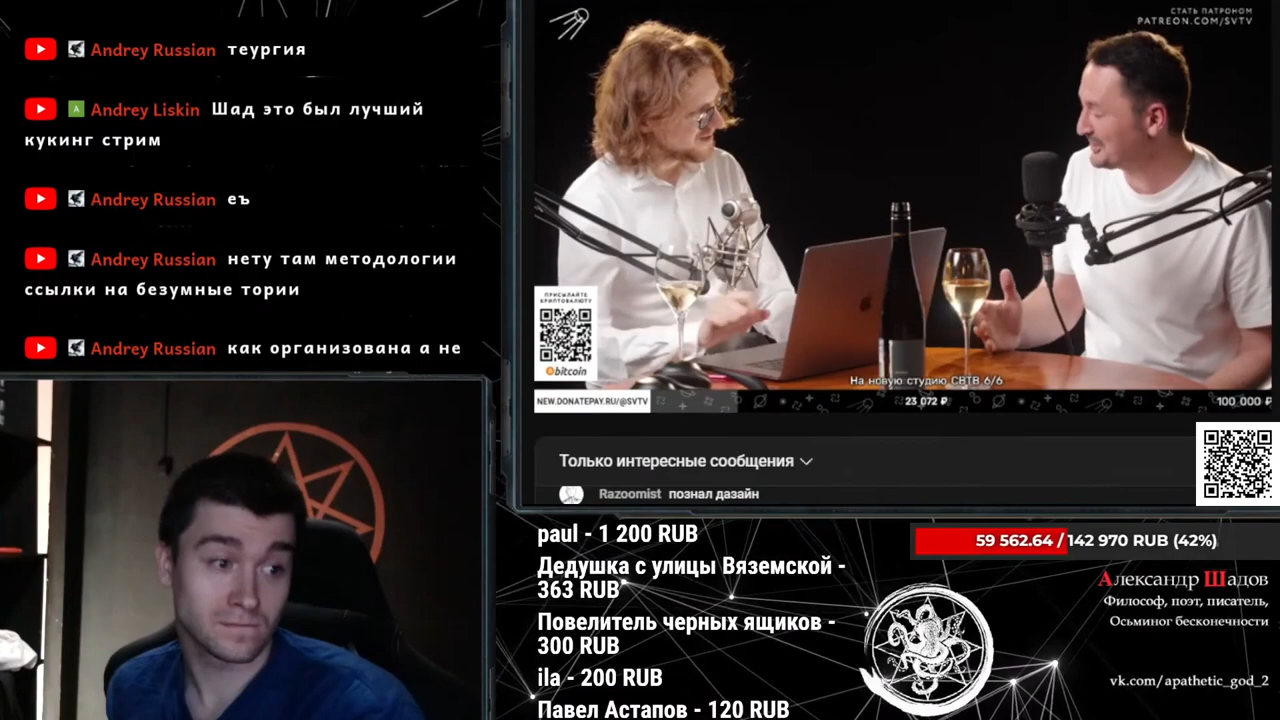 Andrey Russian теургия
Andrey Liskin Шад это был лучший
кукинг стрим
Andrey Russian еъ
Andrey Russian нету там методологии
ссылки на безумные тории
Andrey Russian как организована а не
СТАТЬ ПАТРОНОМ
PATREON.COM/SVTV
ПРИСЫЛАЙТЕ
КРИПТОВАЛЮТУ
bitcoin
На новую студию СВТВ 6/6
NEW.DONATEPAY.RU/@SVTV
23 072 ₽
100 000 ₽
Только интересные сообщения
Razoomist познал дазайн
paul - 1 200 RUB
Дедушка с улицы Вяземской -
363 RUB
Повелитель черных ящиков -
300 RUB
ila - 200 RUB
Павел Астапов - 120 RUB
59 562.64 / 142 970 RUB (42%)
Александр Шадов
Философ, поэт, писатель,
Осьминог бесконечности
vk.com/apathetic_god_2